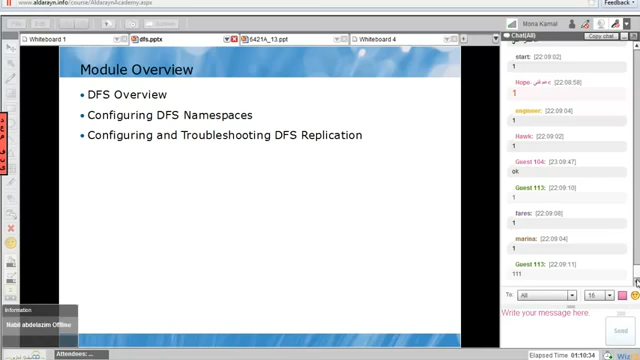 www.aldarayn.info/course/AldaraynAcademy.aspx
Feedback
Mona Kamal
Whiteboard 1
dfs.pptx
6421A_13.ppt
Whiteboard 4
Chat(All)
Copy chat
Module Overview
• DFS Overview
• Configuring DFS Namespaces
• Configuring and Troubleshooting DFS Replication
start: [22:09:02]
1
Hope- [22:08:58]
1
engineer: [22:09:04]
1
Hawk: [22:09:02]
1
Guest 104: [23:09:47]
ok
Guest 113: [22:09:10]
1
fares: [22:09:08]
1
marina: [22:09:04]
1
Guest 113: [22:09:11]
111
To: All 16
Write your message here.
Send
Information
Nabil abdelazim Offline
Attendees: ...
Elapsed Time 01:10:34
Wiz